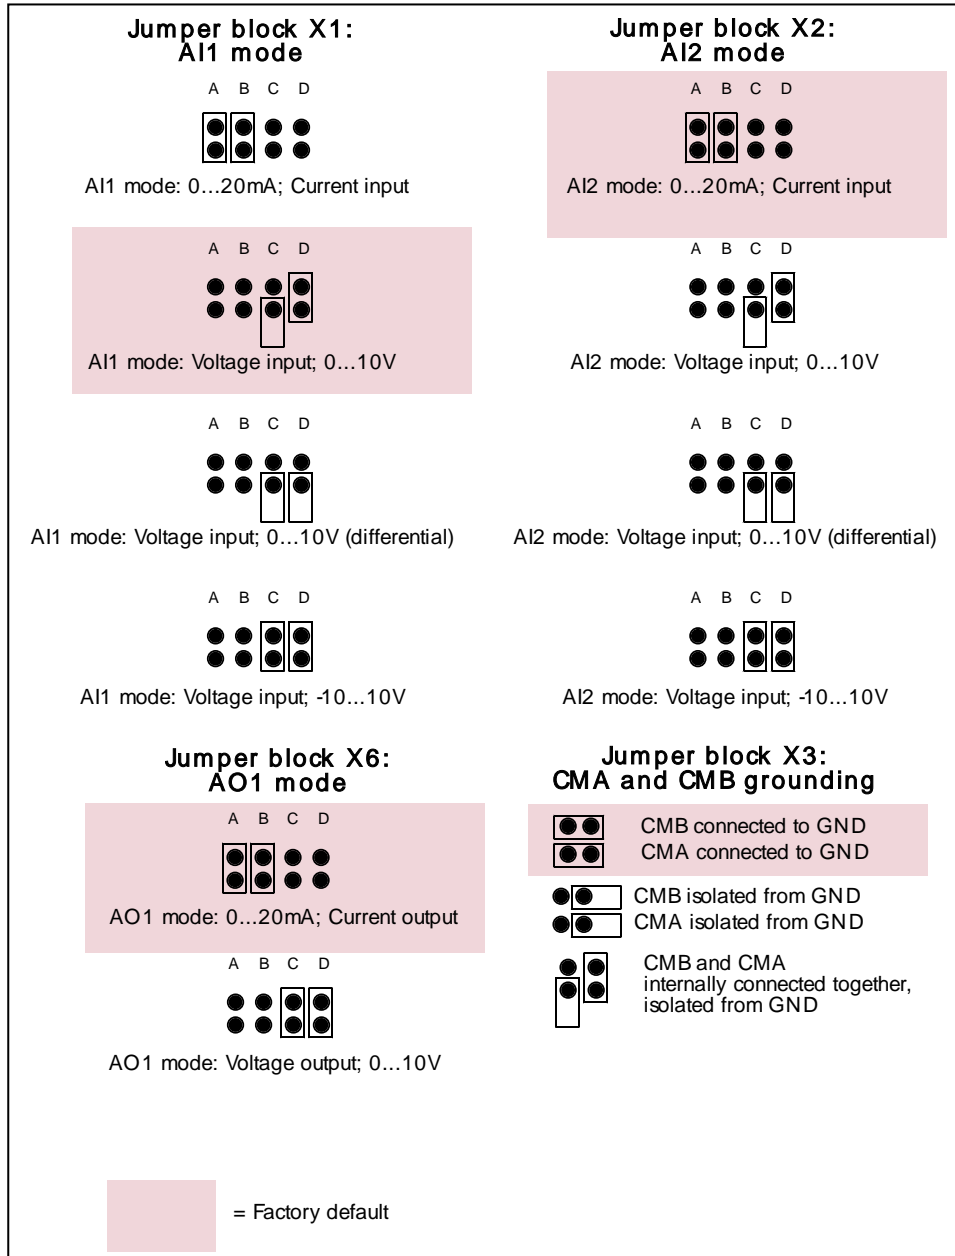 Jumper block X1:
AI1 mode
A B C D
AI1 mode: 0...20mA; Current input
A B C D
AI1 mode: Voltage input; 0...10V
A B C D
AI1 mode: Voltage input; 0...10V (differential)
A B C D
AI1 mode: Voltage input; -10...10V
Jumper block X2:
AI2 mode
A B C D
AI2 mode: 0...20mA; Current input
A B C D
AI2 mode: Voltage input; 0...10V
A B C D
AI2 mode: Voltage input; 0...10V (differential)
A B C D
AI2 mode: Voltage input; -10...10V
Jumper block X6:
AO1 mode
A B C D
AO1 mode: 0...20mA; Current output
A B C D
AO1 mode: Voltage output; 0...10V
Jumper block X3:
CMA and CMB grounding
CMB connected to GND
CMA connected to GND
CMB isolated from GND
CMA isolated from GND
CMB and CMA
internally connected together,
isolated from GND
= Factory default